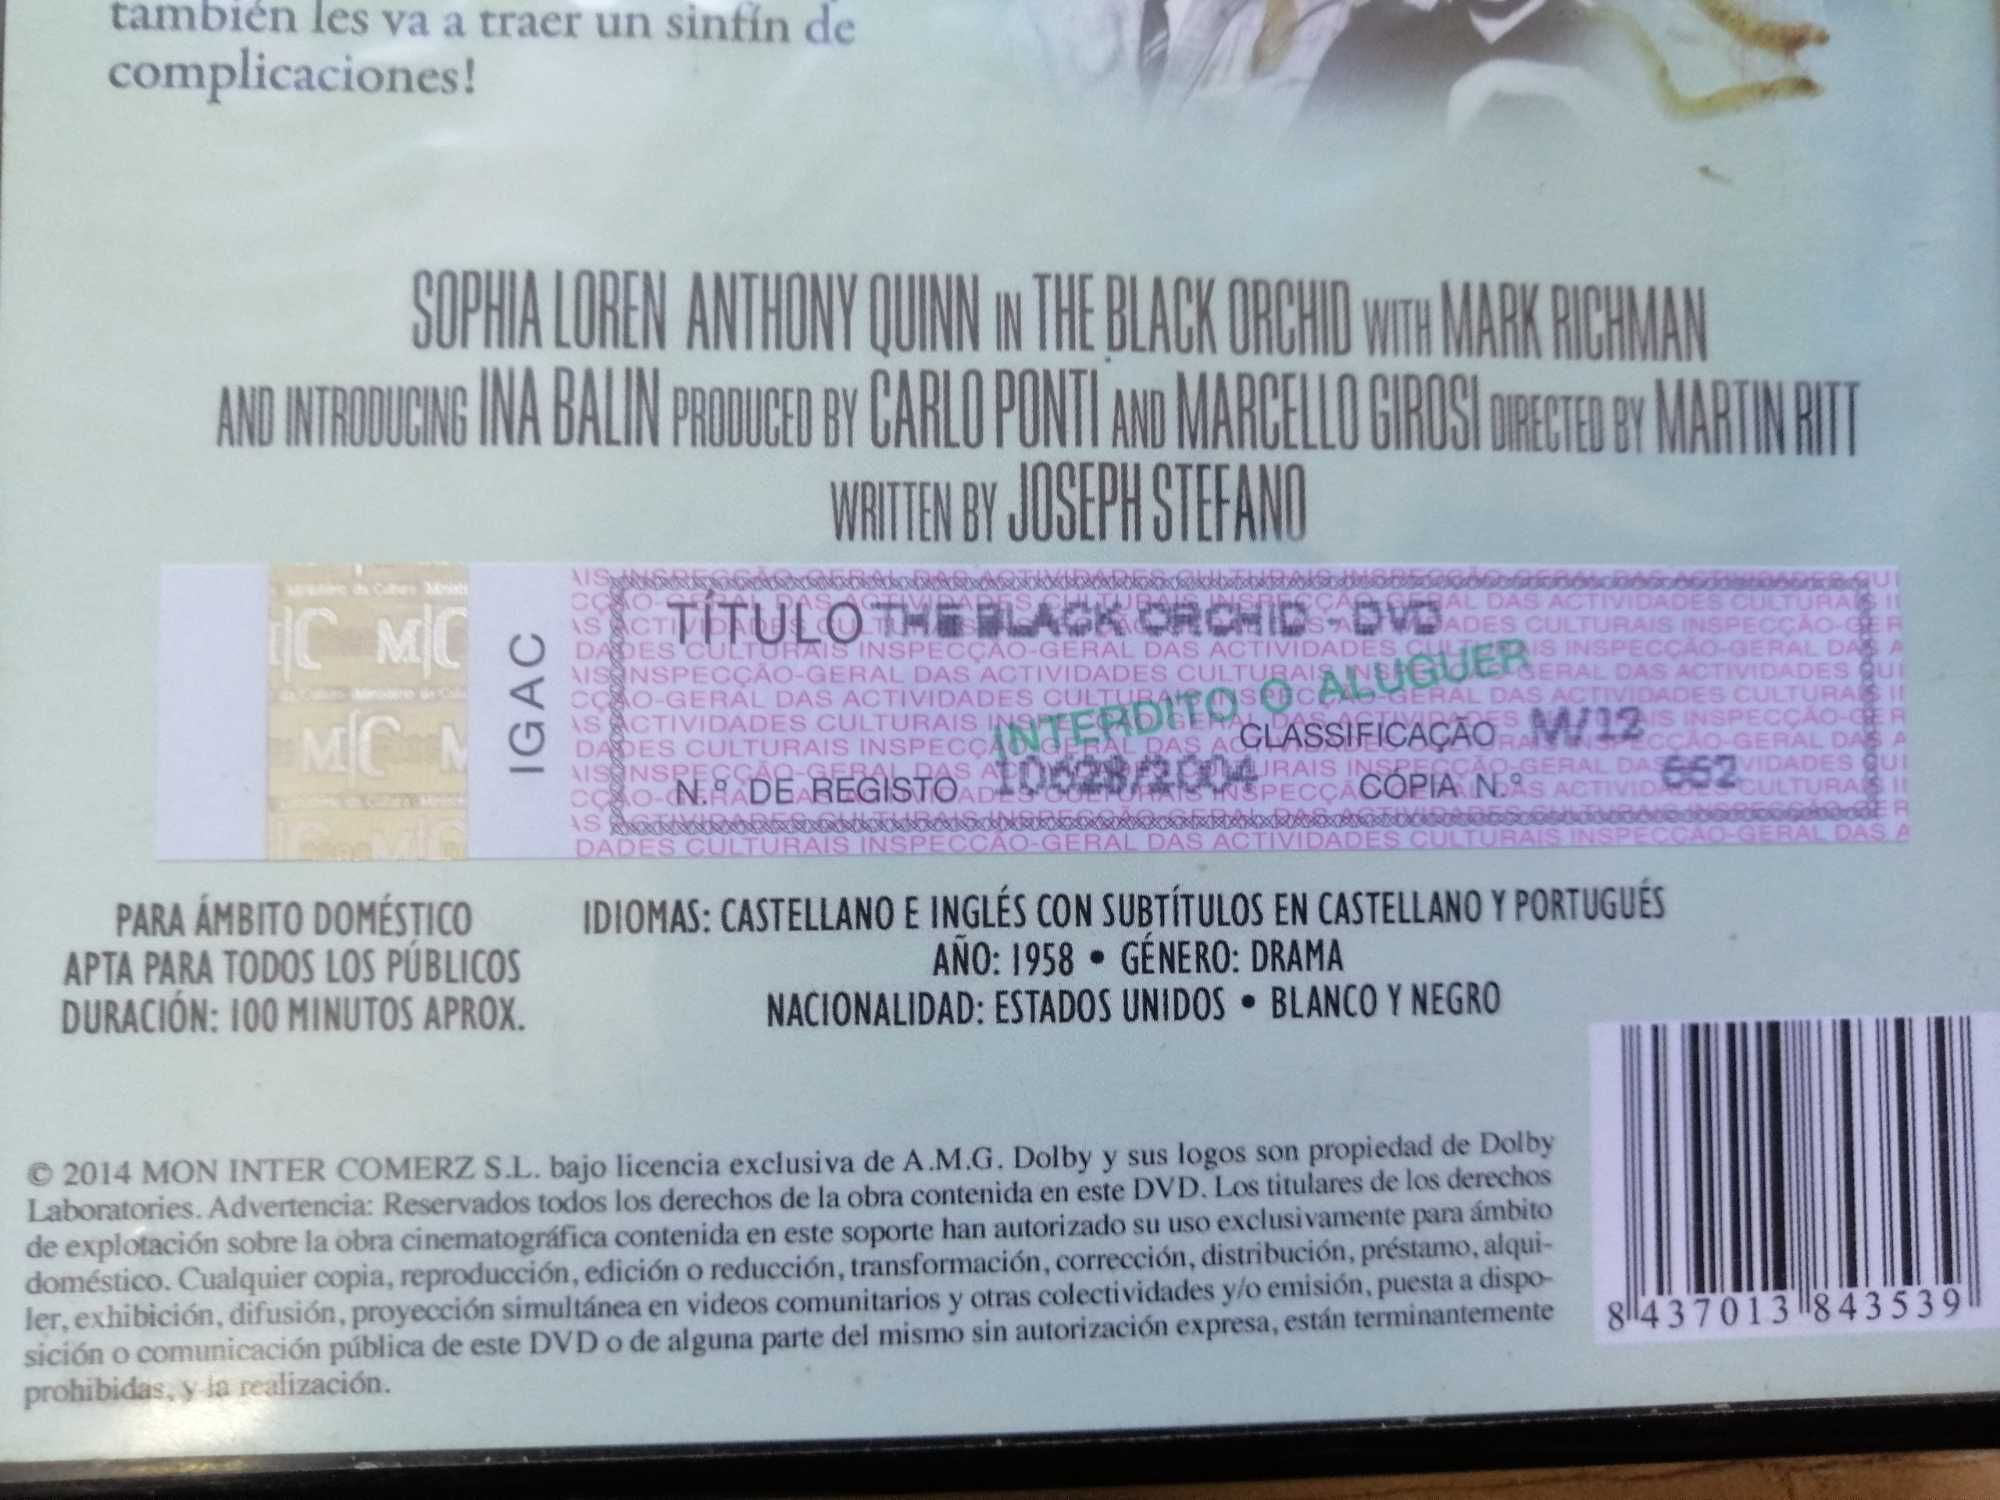 también les va a traer un sinfín de
complicaciones!
SOPHIA LOREN ANTHONY QUINN IN THE BLACK ORCHID WITH MARK RICHMAN
AND INTRODUCING INA BALIN PRODUCED BY CARLO PONTI AND MARCELLO GIROSI DIRECTED BY MARTIN RITT
WRITTEN BY JOSEPH STEFANO
IGAC
TÍTULO THE BLACK ORCHID - DVD
INTERDITO O ALUGUER
CLASSIFICAÇÃO M/12
N.º DE REGISTO 10628/2004 CÓPIA N.º 662
PARA ÁMBITO DOMÉSTICO
APTA PARA TODOS LOS PÚBLICOS
DURACIÓN: 100 MINUTOS APROX.
IDIOMAS: CASTELLANO E INGLÉS CON SUBTÍTULOS EN CASTELLANO Y PORTUGUÉS
AÑO: 1958 • GÉNERO: DRAMA
NACIONALIDAD: ESTADOS UNIDOS • BLANCO Y NEGRO
© 2014 MON INTER COMERZ S.L. bajo licencia exclusiva de A.M.G. Dolby y sus logos son propiedad de Dolby
Laboratories. Advertencia: Reservados todos los derechos de la obra contenida en este DVD. Los titulares de los derechos
de explotación sobre la obra cinematográfica contenida en este soporte han autorizado su uso exclusivamente para ámbito
doméstico. Cualquier copia, reproducción, edición o reducción, transformación, corrección, distribución, préstamo, alqui-
ler, exhibición, difusión, proyección simultánea en videos comunitarios y otras colectividades y/o emisión, puesta a dispo-
sición o comunicación pública de este DVD o de alguna parte del mismo sin autorización expresa, están terminantemente
prohibidas, y la realización.
8 437013 843539